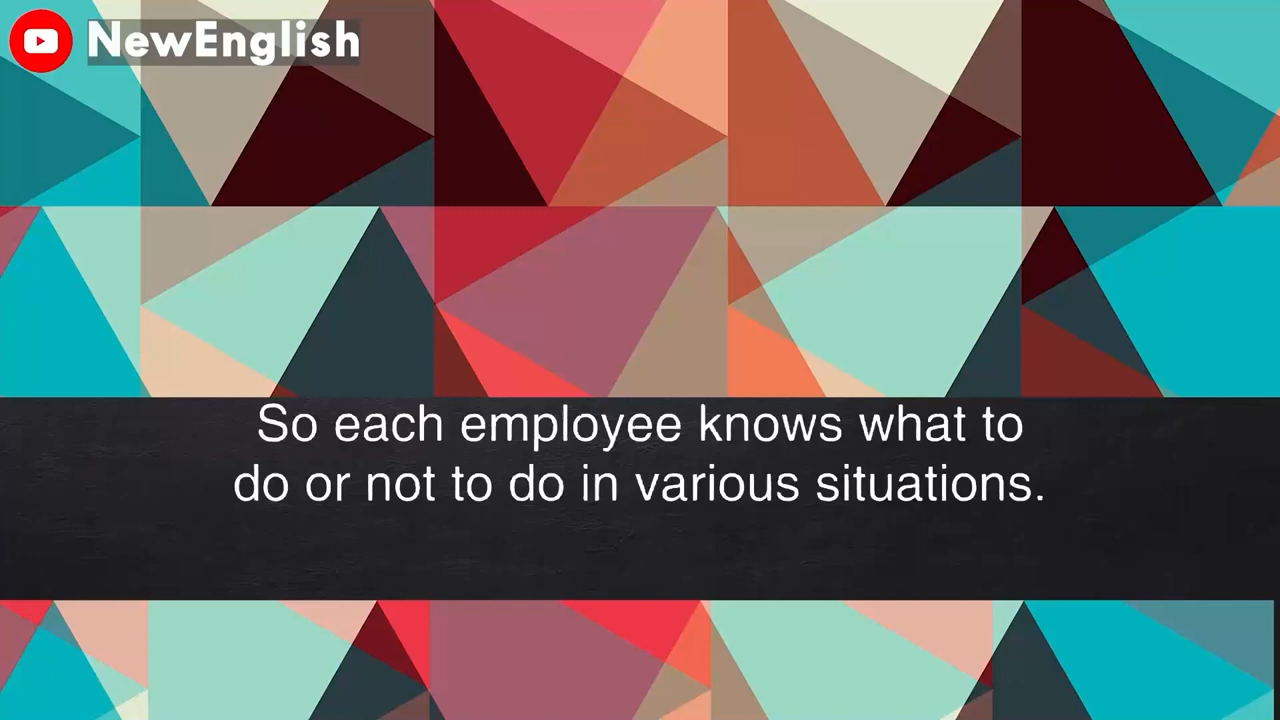 NewEnglish
So each employee knows what to
do or not to do in various situations.